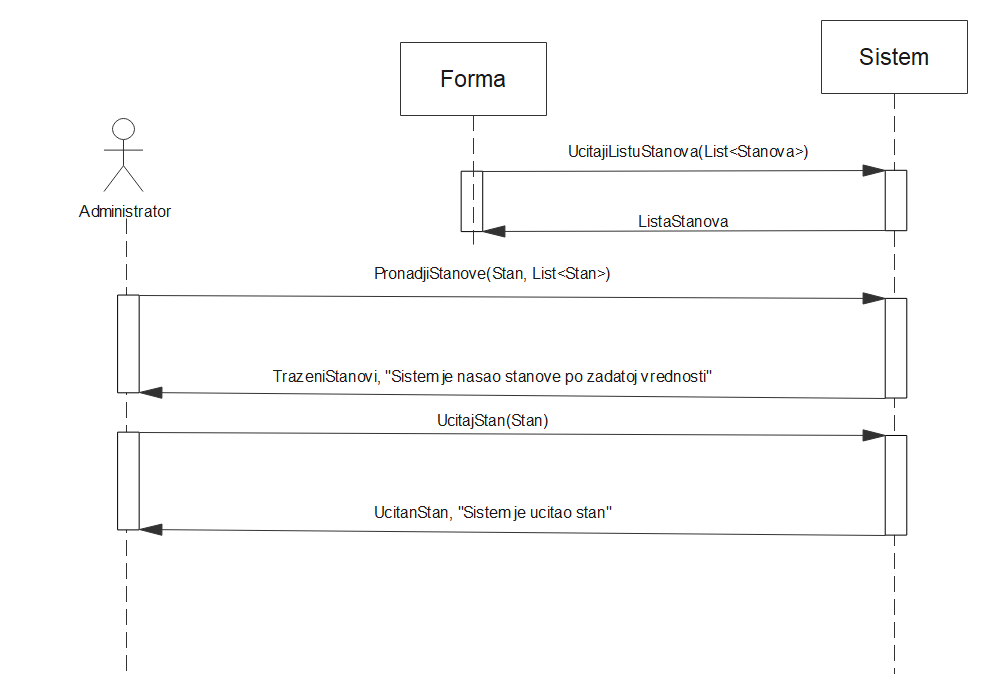 Sistem
Forma
UcitajiListuStanova(List<Stanova>)
Administrator
ListaStanova
PronadjiStanove(Stan, List<Stan>)
TrazeniStanovi, "Sistem je nasao stanove po zadatoj vrednosti"
UcitajStan(Stan)
UcitanStan, "Sistem je ucitao stan"